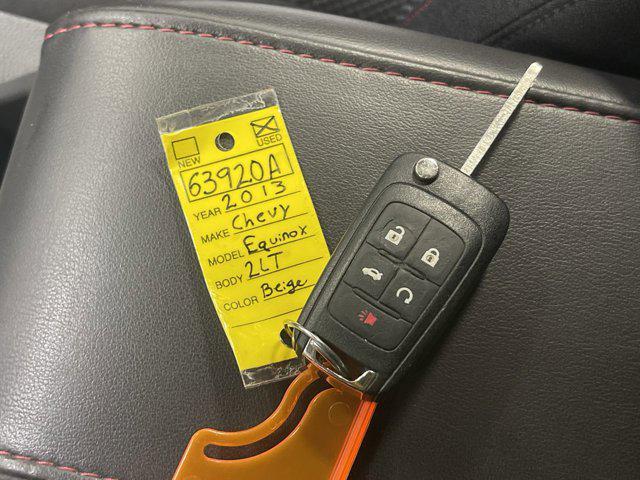 NEW
USED
63920A
YEAR 2013
MAKE Chevy
MODEL Equinox
BODY 2LT
COLOR Beige